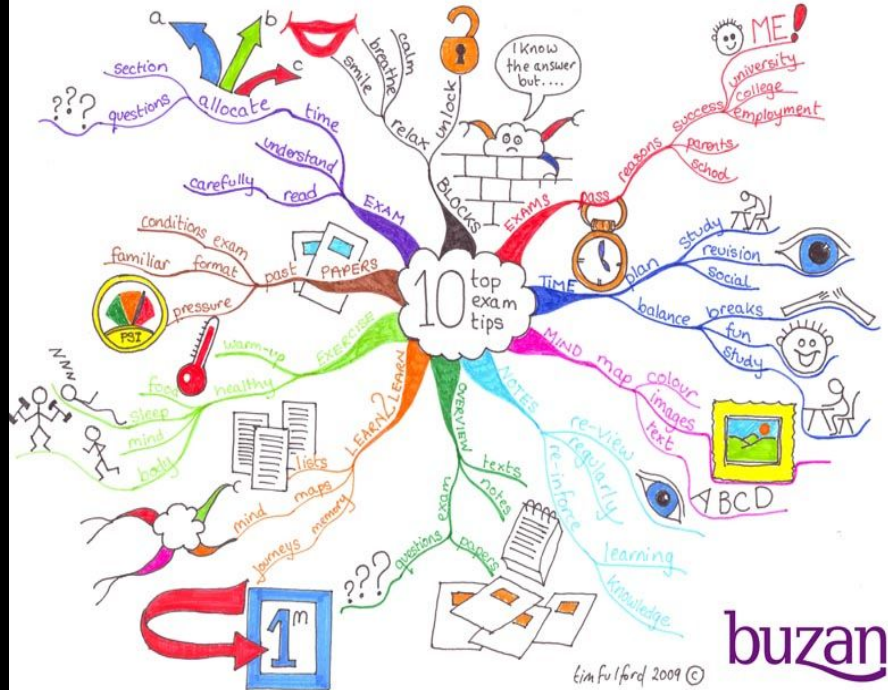 10 top
exam
tips
EXAMS
pass
reasons
success
ME!
university
college
employment
parents
school
TIME
plan
study
revision
social
balance
breaks
fun
study
MIND map
colour
images
text
ABCD
NOTES
re-view
regularly
re-inforce
learning
knowledge
OVERVIEW
texts
notes
exam
papers
questions
???
LEARN 2 LEARN
lists
mind maps
journeys memory
1m
EXERCISE
warm-up
healthy
food
sleep
mind
body
zzz
PAPERS
past
conditions exam
familiar format
pressure
PSI
EXAM
time
allocate
section
questions
???
a
b
c
understand
read
carefully
BLOCKS
relax
smile
breathe
calm
unlock
I know
the answer
but....
timfulford 2009 ©
buzan